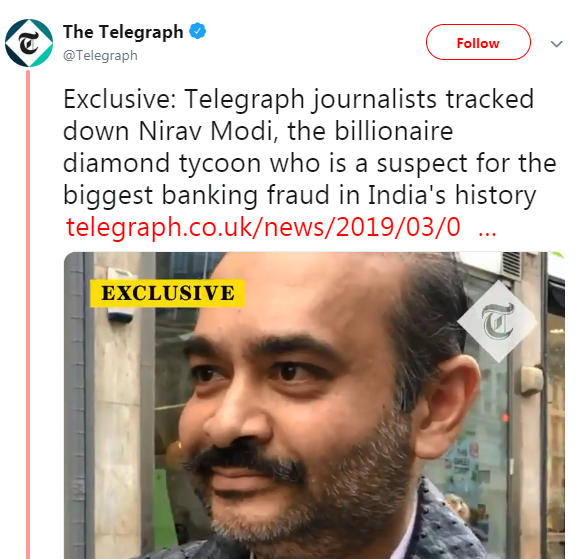 The Telegraph
@Telegraph
Follow
Exclusive: Telegraph journalists tracked
down Nirav Modi, the billionaire
diamond tycoon who is a suspect for the
biggest banking fraud in India's history
telegraph.co.uk/news/2019/03/0 ...
EXCLUSIVE